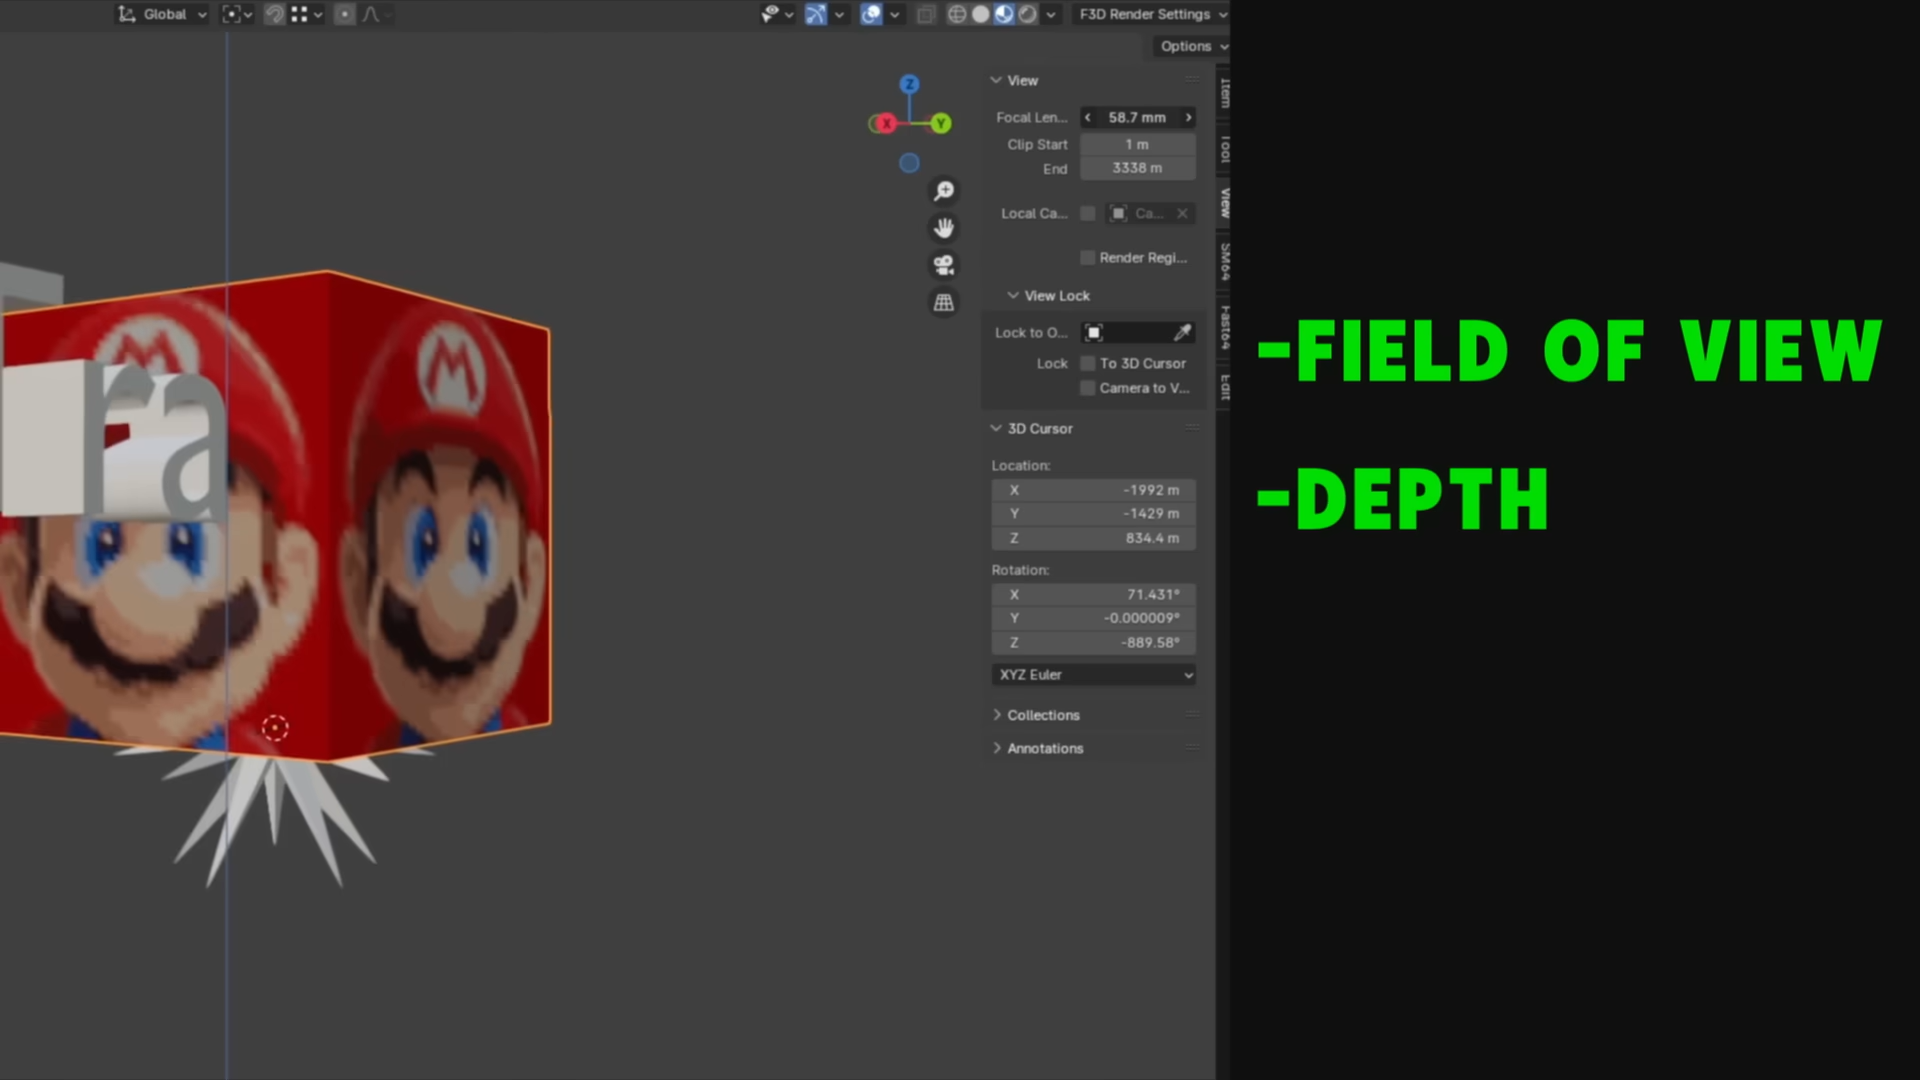 Global
F3D Render Settings
Options
Z
X
Y
View
Focal Len... 58.7 mm
Clip Start 1 m
End 3338 m
Local Ca... Ca...
Render Regi...
View Lock
Lock to O...
Lock To 3D Cursor
Camera to V...
3D Cursor
Location:
X -1992 m
Y -1429 m
Z 834.4 m
Rotation:
X 71.431°
Y -0.000009°
Z -889.58°
XYZ Euler
Collections
Annotations
Item
Tool
View
SM64
Fast64
Edit
M
M
ra
-FIELD OF VIEW
-DEPTH